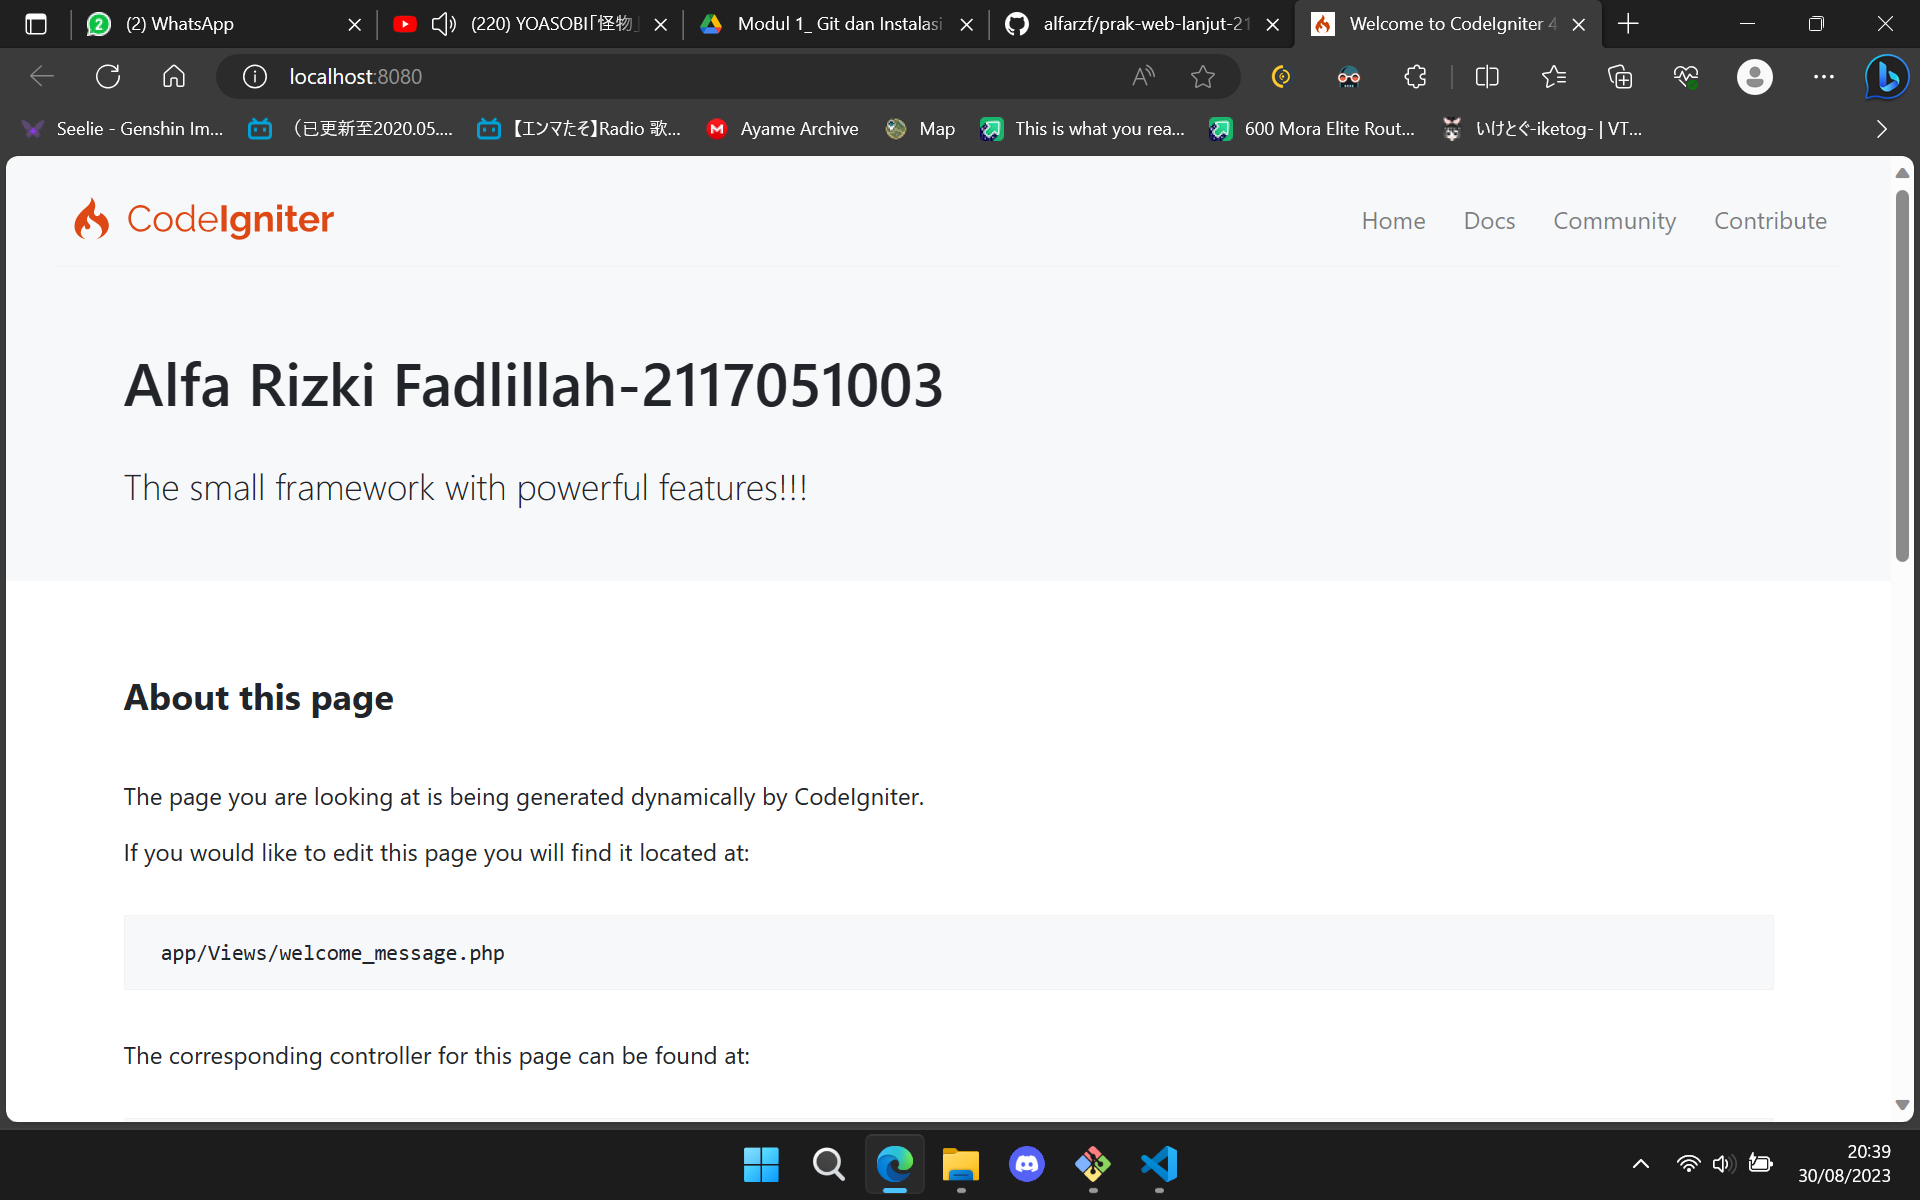 (2) WhatsApp
(220) YOASOBI「怪物」
Modul 1_ Git dan Instalasi
alfarzf/prak-web-lanjut-21
Welcome to CodeIgniter 4
localhost:8080
Seelie - Genshin Im...
（已更新至2020.05....
【エンマたそ】Radio 歌...
Ayame Archive
Map
This is what you rea...
600 Mora Elite Rout...
いけとぐ-iketog- | VT...
CodeIgniter
Home
Docs
Community
Contribute
Alfa Rizki Fadlillah-2117051003
The small framework with powerful features!!!
About this page
The page you are looking at is being generated dynamically by CodeIgniter.
If you would like to edit this page you will find it located at:
app/Views/welcome_message.php
The corresponding controller for this page can be found at:
20:39
30/08/2023